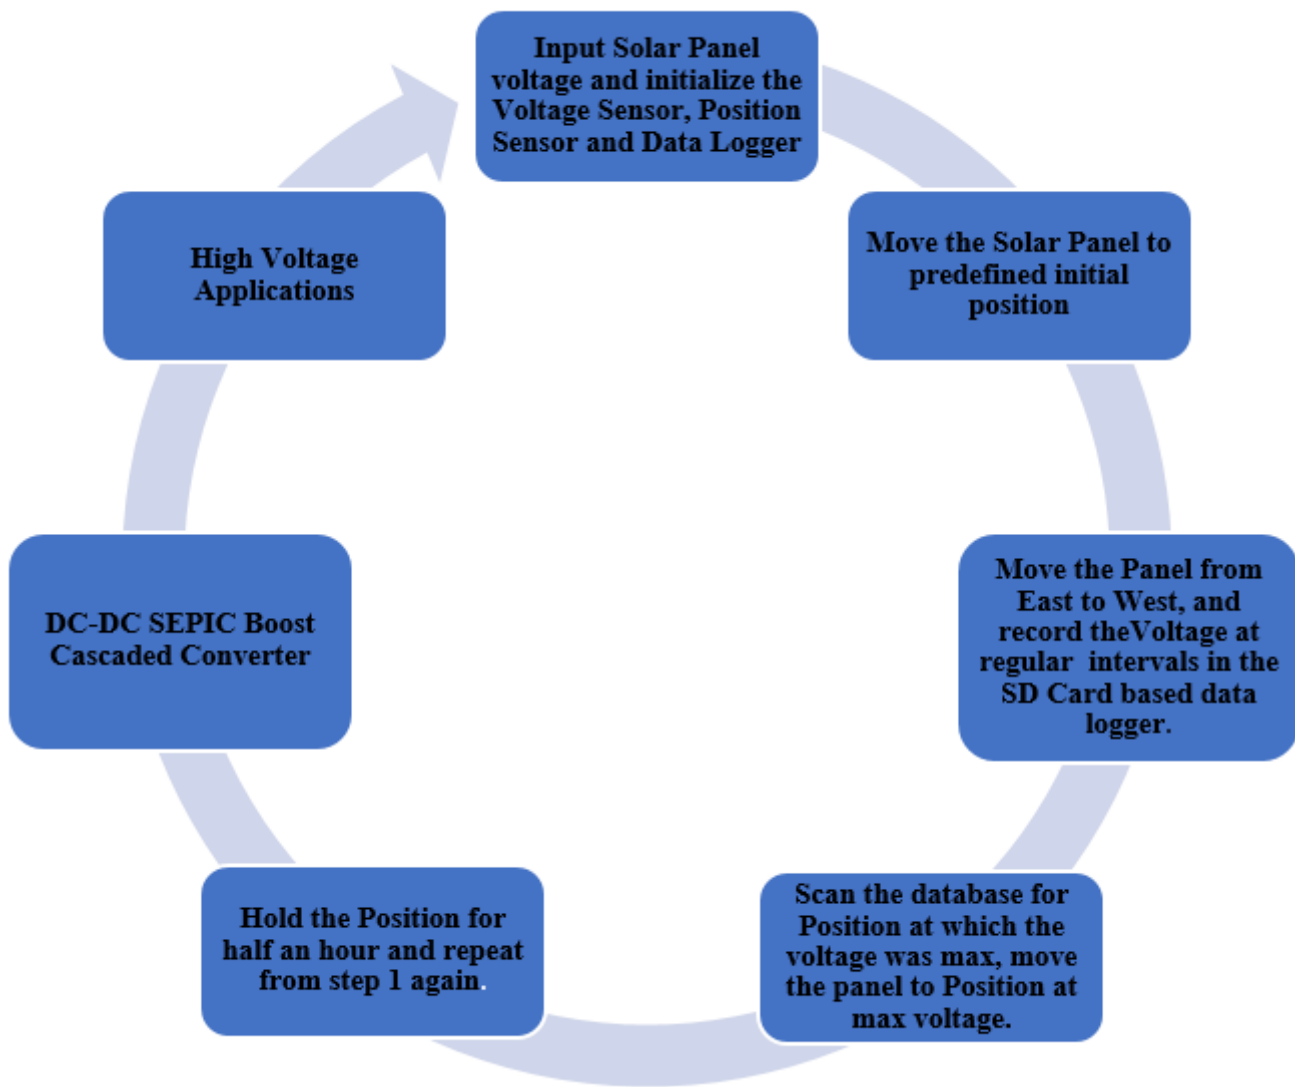 Input Solar Panel
voltage and initialize the
Voltage Sensor, Position
Sensor and Data Logger
Move the Solar Panel to
predefined initial
position
Move the Panel from
East to West, and
record theVoltage at
regular intervals in the
SD Card based data
logger.
Scan the database for
Position at which the
voltage was max, move
the panel to Position at
max voltage.
Hold the Position for
half an hour and repeat
from step 1 again.
DC-DC SEPIC Boost
Cascaded Converter
High Voltage
Applications